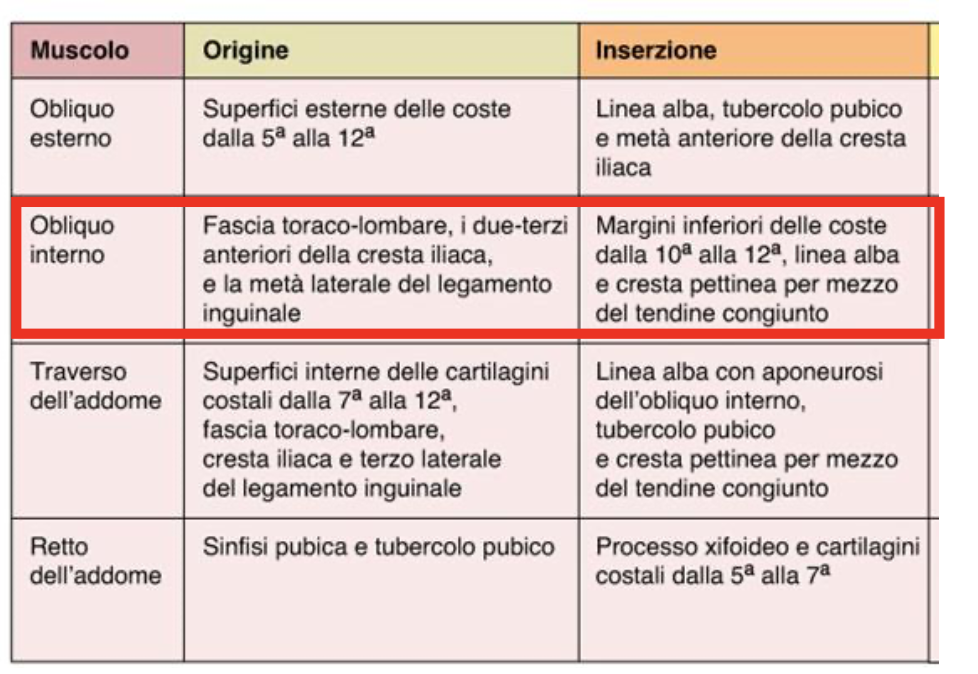 Muscolo Origine Inserzione
Obliquo
esterno
Superfici esterne delle coste
dalla 5ª alla 12ª
Linea alba, tubercolo pubico
e metà anteriore della cresta
iliaca
Obliquo
interno
Fascia toraco-lombare, i due-terzi
anteriori della cresta iliaca,
e la metà laterale del legamento
inguinale
Margini inferiori delle coste
dalla 10ª alla 12ª, linea alba
e cresta pettinea per mezzo
del tendine congiunto
Traverso
dell'addome
Superfici interne delle cartilagini
costali dalla 7ª alla 12ª,
fascia toraco-lombare,
cresta iliaca e terzo laterale
del legamento inguinale
Linea alba con aponeurosi
dell'obliquo interno,
tubercolo pubico
e cresta pettinea per mezzo
del tendine congiunto
Retto
dell'addome
Sinfisi pubica e tubercolo pubico
Processo xifoideo e cartilagini
costali dalla 5ª alla 7ª